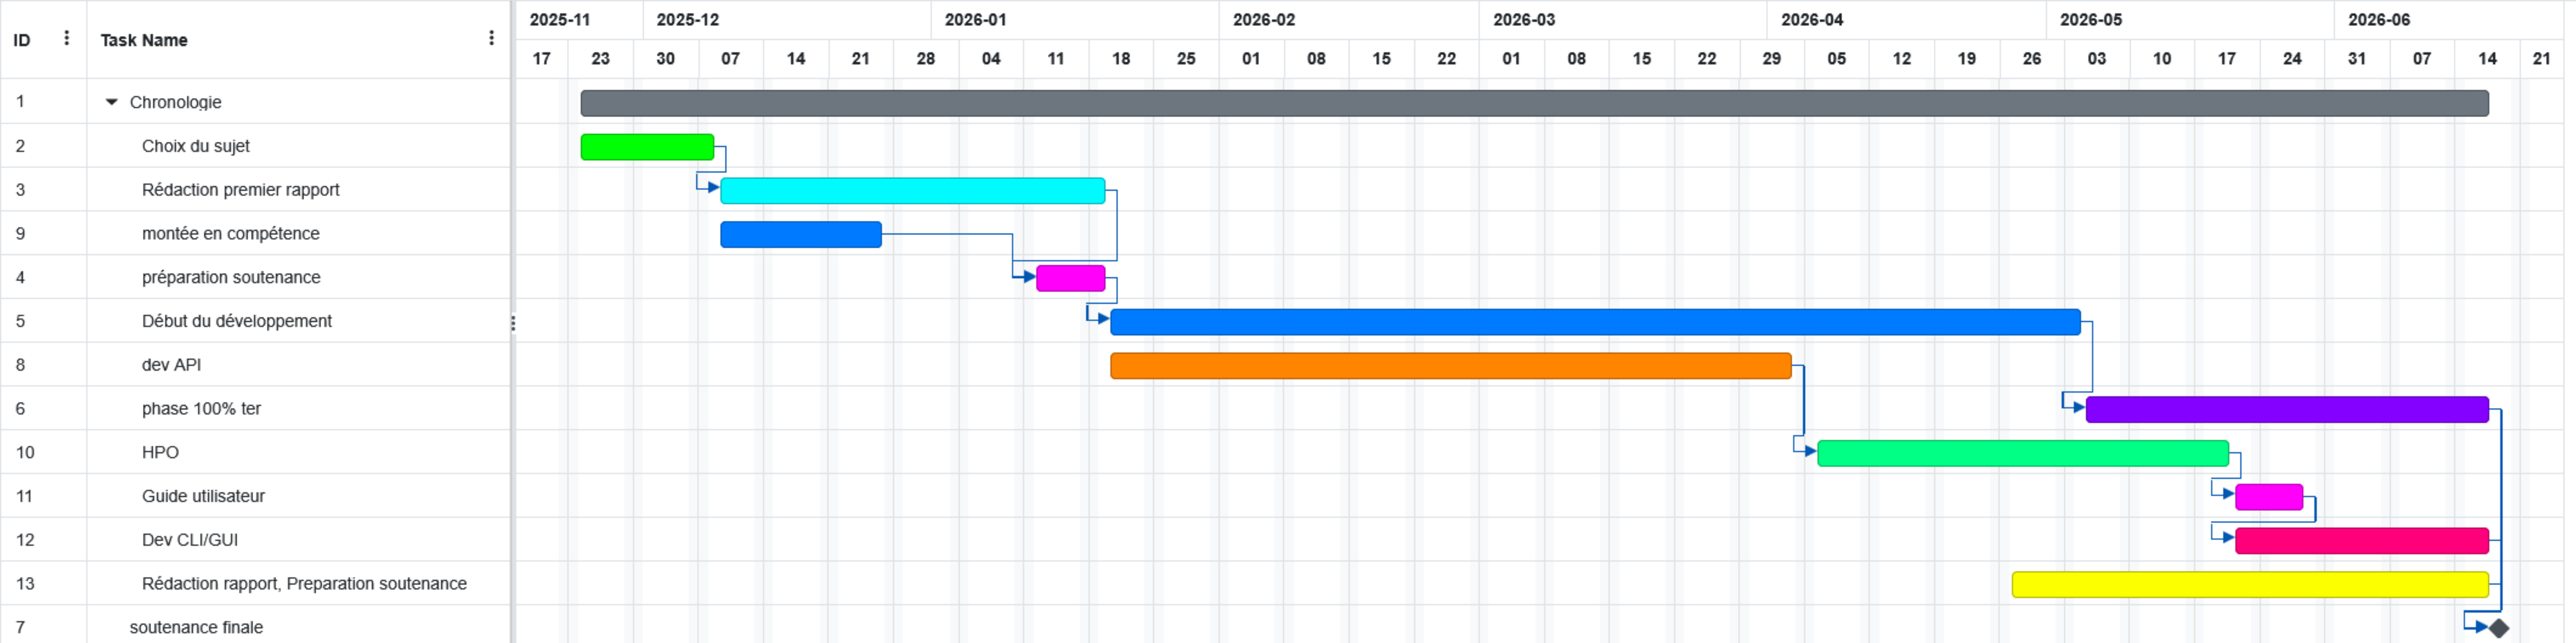 ID Task Name 2025-11 2025-12 2026-01 2026-02 2026-03 2026-04 2026-05 2026-06
17 23 30 07 14 21 28 04 11 18 25 01 08 15 22 01 08 15 22 29 05 12 19 26 03 10 17 24 31 07 14 21
1 Chronologie
2 Choix du sujet
3 Rédaction premier rapport
9 montée en compétence
4 préparation soutenance
5 Début du développement
8 dev API
6 phase 100% ter
10 HPO
11 Guide utilisateur
12 Dev CLI/GUI
13 Rédaction rapport, Preparation soutenance
7 soutenance finale